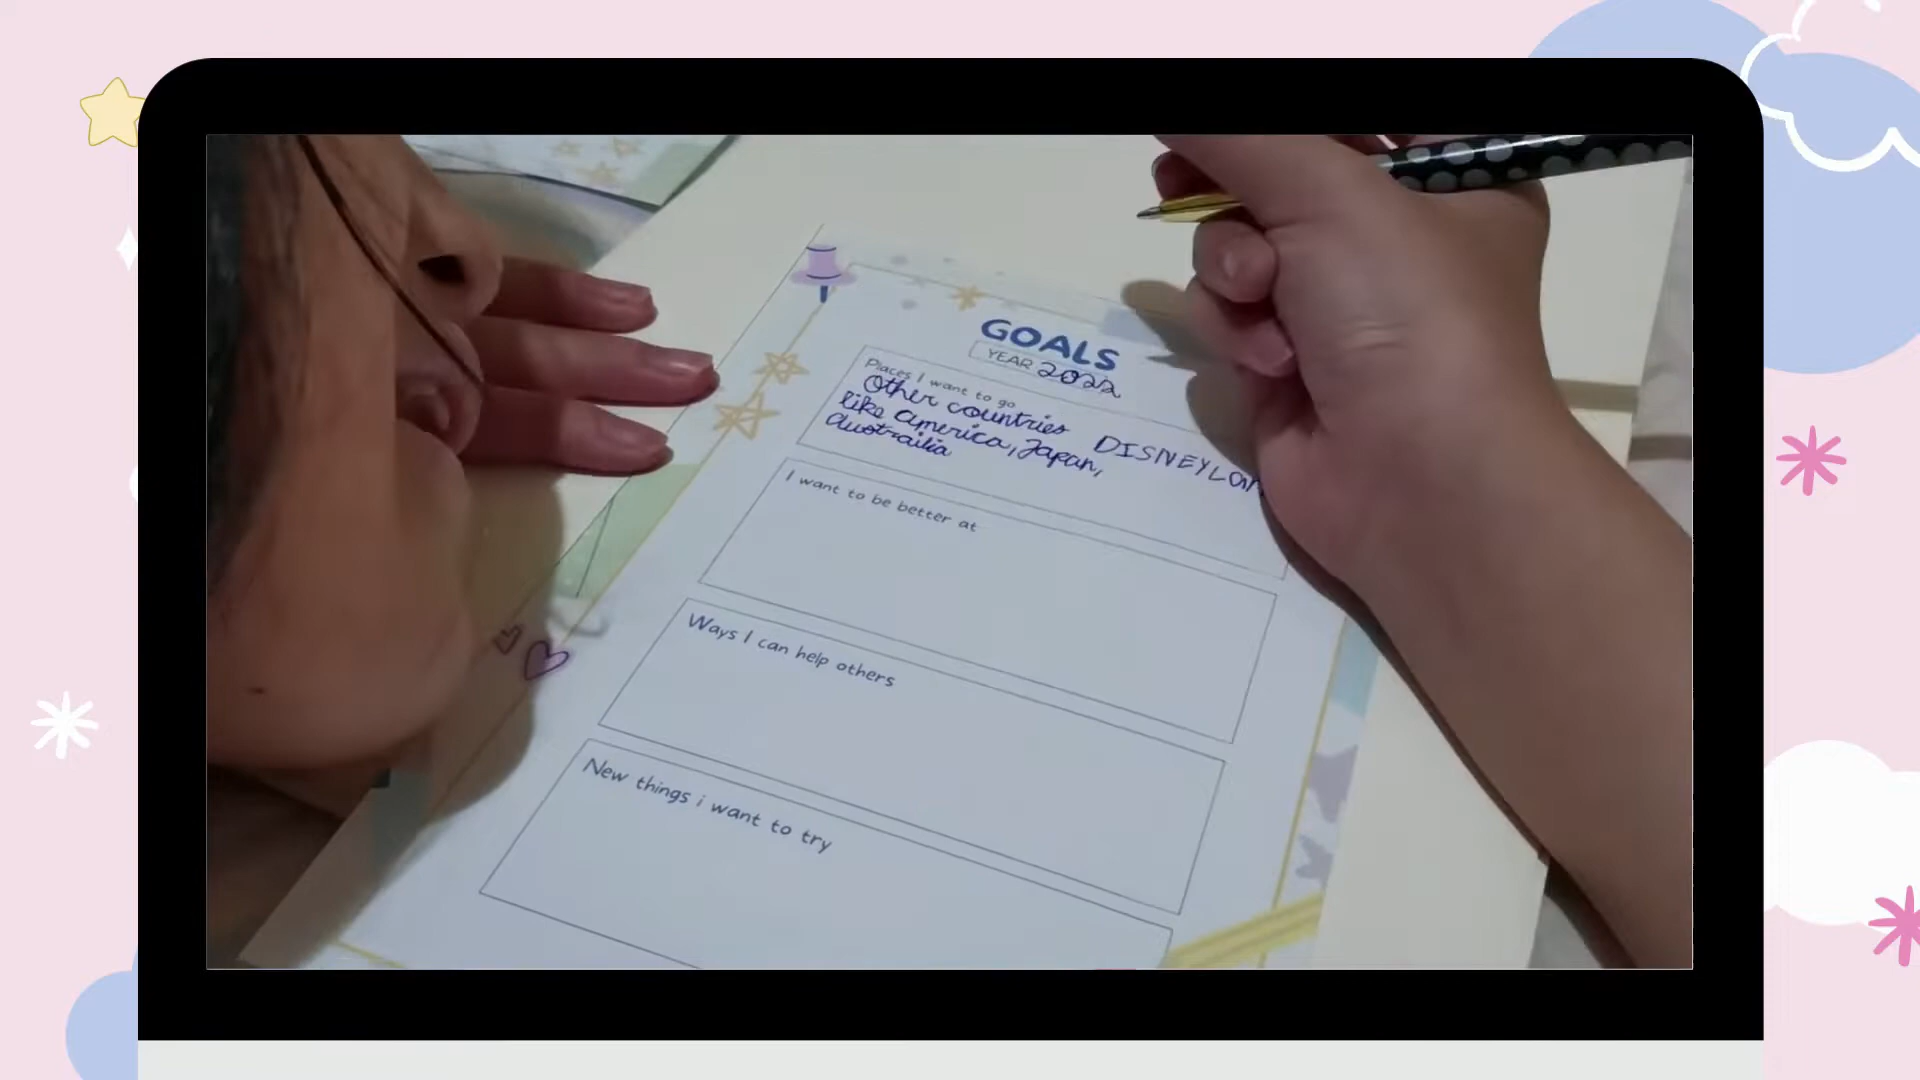 GOALS
YEAR 2022
Places I want to go
Other countries
like America, Japan,
Austrailia
DISNEYLan
I want to be better at
Ways I can help others
New things i want to try